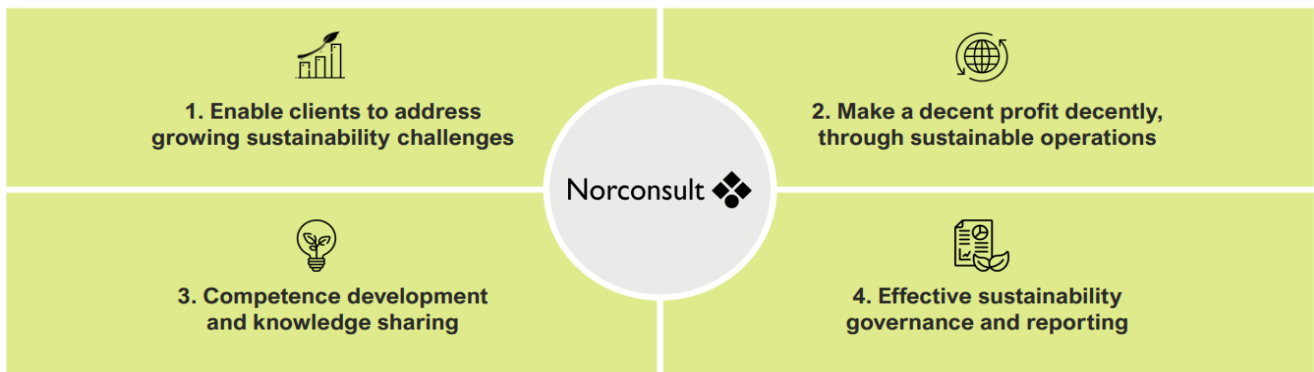 1. Enable clients to address
growing sustainability challenges
2. Make a decent profit decently,
through sustainable operations
Norconsult
3. Competence development
and knowledge sharing
4. Effective sustainability
governance and reporting